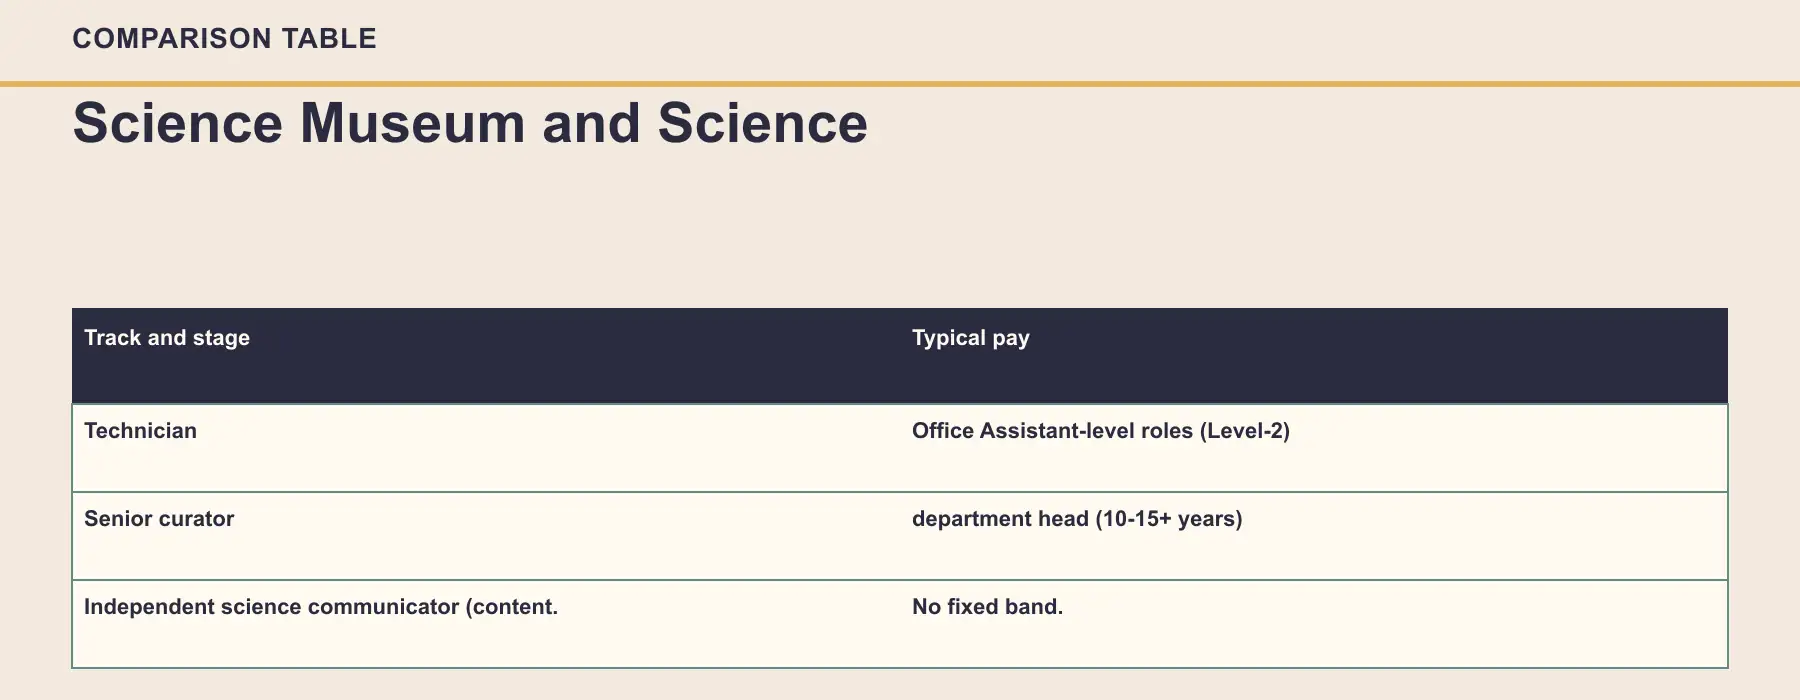 COMPARISON TABLE
Science Museum and Science
Track and stage
Typical pay
Technician
Office Assistant-level roles (Level-2)
Senior curator
department head (10-15+ years)
Independent science communicator (content.
No fixed band.